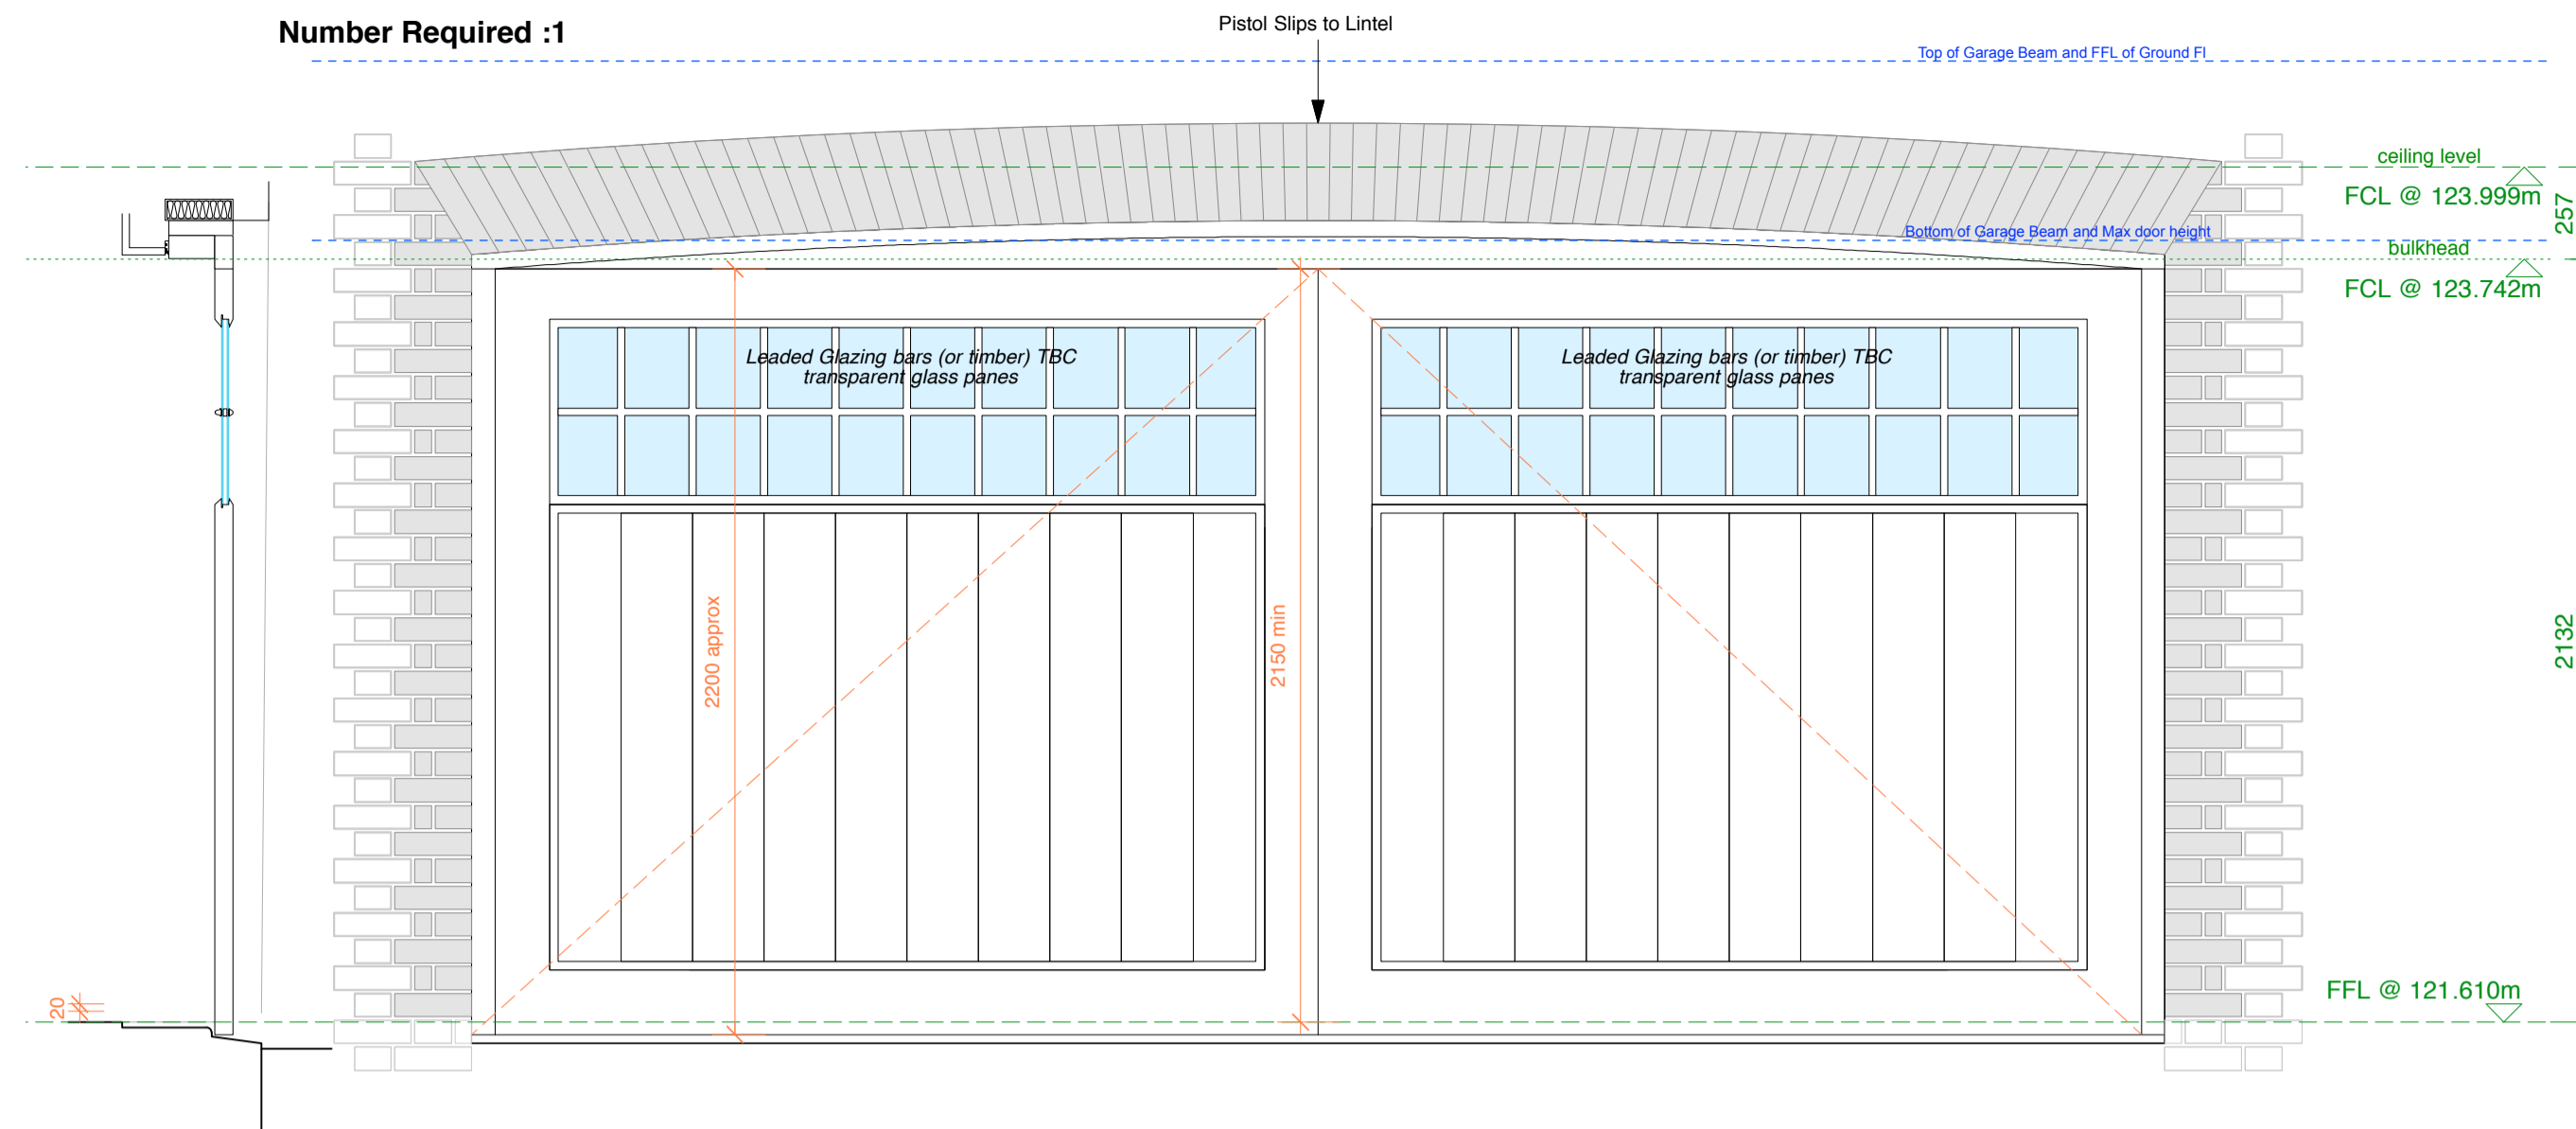 Number Required :1
Pistol Slips to Lintel
Top of Garage Beam and FFL of Ground Fl
ceiling level
FCL @ 123.999m
257
Bottom of Garage Beam and Max door height
bulkhead
FCL @ 123.742m
Leaded Glazing bars (or timber) TBC
transparent glass panes
Leaded Glazing bars (or timber) TBC
transparent glass panes
2200 approx
2150 min
2132
FFL @ 121.610m
20